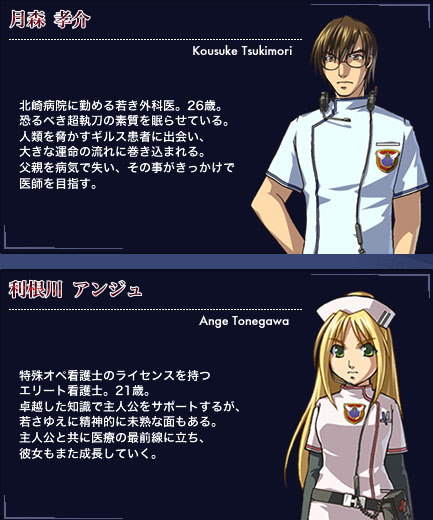 月森 孝介
Kousuke Tsukimori
北崎病院に勤める若き外科医。26歳。
恐るべき超執刀の素質を眠らせている。
人類を脅かすギルス患者に出会い、
大きな運命の流れに巻き込まれる。
父親を病気で失い、その事がきっかけで
医師を目指す。
利根川 アンジュ
Ange Tonegawa
特殊オペ看護士のライセンスを持つ
エリート看護士。21歳。
卓越した知識で主人公をサポートするが、
若さゆえに精神的に未熟な面もある。
主人公と共に医療の最前線に立ち、
彼女もまた成長していく。